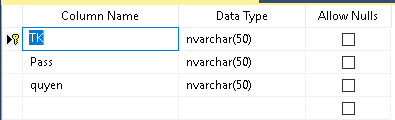 Column Name Data Type Allow Nulls
TK nvarchar(50)
Pass nvarchar(50)
quyen nvarchar(50)